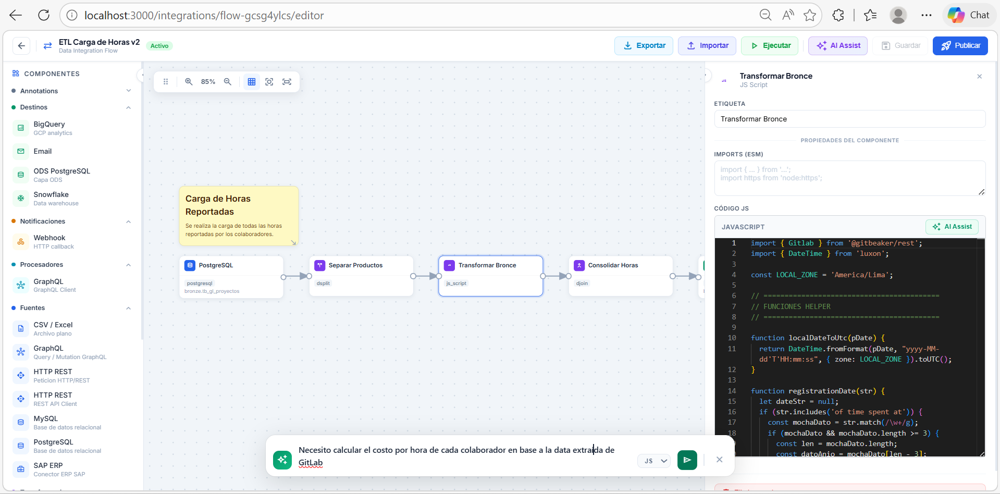 localhost:3000/integrations/flow-gcsg4ylcs/editor
Chat
ETL Carga de Horas v2
Data Integration Flow
Activo
Exportar
Importar
Ejecutar
AI Assist
Guardar
Publicar
COMPONENTES
Annotations
Destinos
BigQuery
GCP analytics
Email
ODS PostgreSQL
Capa ODS
Snowflake
Data warehouse
Notificaciones
Webhook
HTTP callback
Procesadores
GraphQL
GraphQL Client
Fuentes
CSV / Excel
Archivo plano
GraphQL
Query / Mutation GraphQL
HTTP REST
Peticion HTTP/REST
HTTP REST
REST API Client
MySQL
Base de datos relacional
PostgreSQL
Base de datos relacional
SAP ERP
Conector ERP SAP
85%
Carga de Horas
Reportadas
Se realiza la carga de todas las horas
reportadas por los colaboradores.
PostgreSQL
postgresql
bronze.tb_gl_proyectos
Separar Productos
dsplit
Transformar Bronce
js_script
Consolidar Horas
djoin
Necesito calcular el costo por hora de cada colaborador en base a la data extraída de
GitLab
JS
JS
Transformar Bronce
JS Script
ETIQUETA
Transformar Bronce
PROPIEDADES DEL COMPONENTE
IMPORTS (ESM)
import { ... } from '...';
import https from 'node:https';
CÓDIGO JS
JAVASCRIPT
AI Assist
1 import { Gitlab } from '@gitbeaker/rest';
2 import { DateTime } from 'luxon';
3
4 const LOCAL_ZONE = 'America/Lima';
5
6 // ==========================================
7 // FUNCIONES HELPER
8 // ==========================================
9
10 function localDateToUtc(pDate) {
11 return DateTime.fromFormat(pDate, "yyyy-MM-
dd'T'HH:mm:ss", { zone: LOCAL_ZONE }).toUTC();
12 }
13
14 function registrationDate(str) {
15 let dateStr = null;
16 if (str.includes('of time spent at')) {
17 const mochaDato = str.match(/\w+/g);
18 if (mochaDato && mochaDato.length >= 3) {
const len = mochaDato.length;
const datoAnio = mochaDato[len - 3];